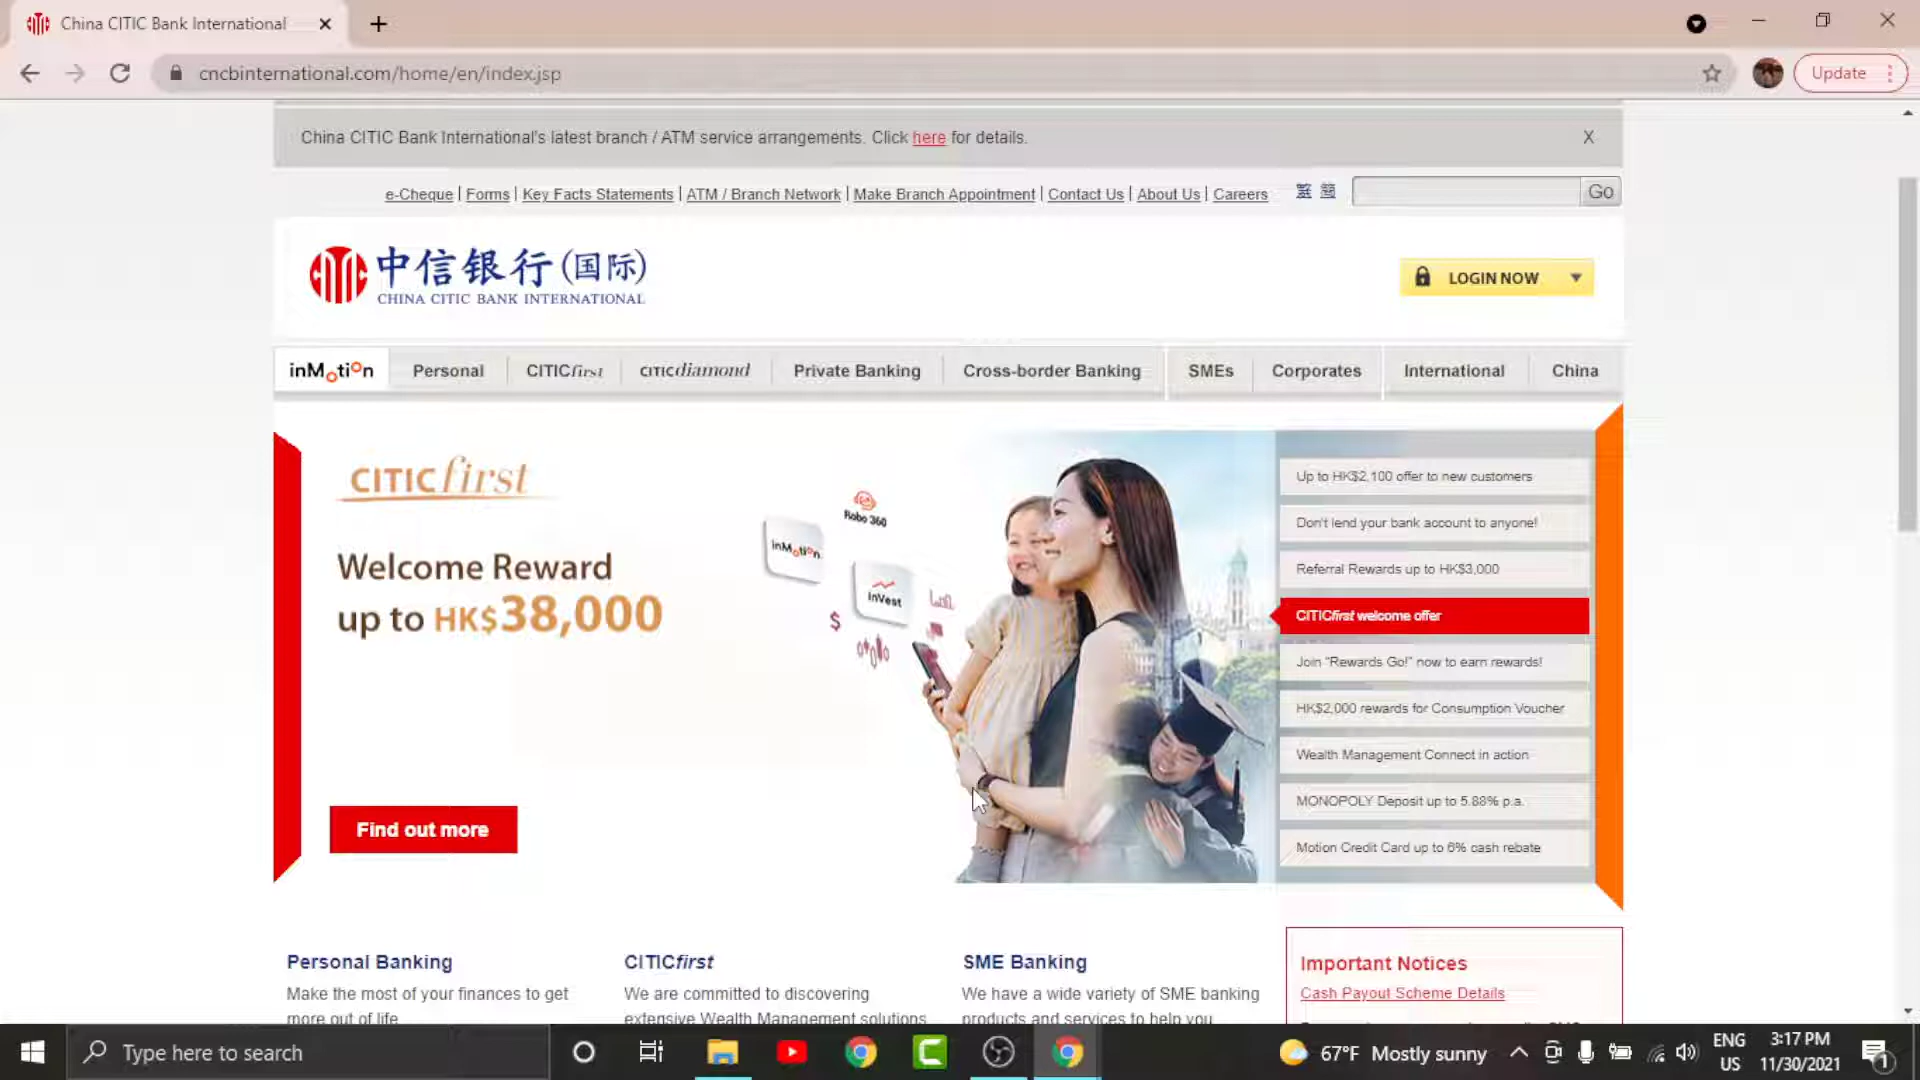 China CITIC Bank International
cncbinternational.com/home/en/index.jsp
Update
China CITIC Bank International's latest branch / ATM service arrangements. Click here for details.
X
e-Cheque | Forms | Key Facts Statements | ATM / Branch Network | Make Branch Appointment | Contact Us | About Us | Careers
繁 簡
Go
中信银行(国际)
CHINA CITIC BANK INTERNATIONAL
LOGIN NOW
inMotion
Personal
CITICfirst
CITICdiamond
Private Banking
Cross-border Banking
SMEs
Corporates
International
China
CITICfirst
Welcome Reward
up to HK$38,000
Find out more
Robo 360
inMotion
inVest
$
Up to HK$2,100 offer to new customers
Don't lend your bank account to anyone!
Referral Rewards up to HK$3,000
CITICfirst welcome offer
Join "Rewards Go!" now to earn rewards!
HK$2,000 rewards for Consumption Voucher
Wealth Management Connect in action
MONOPOLY Deposit up to 5.88% p.a.
Motion Credit Card up to 6% cash rebate
Personal Banking
Make the most of your finances to get
more out of life
CITICfirst
We are committed to discovering
extensive Wealth Management solutions
SME Banking
We have a wide variety of SME banking
products and services to help you
Important Notices
Cash Payout Scheme Details
Type here to search
67°F Mostly sunny
ENG
US
3:17 PM
11/30/2021
1